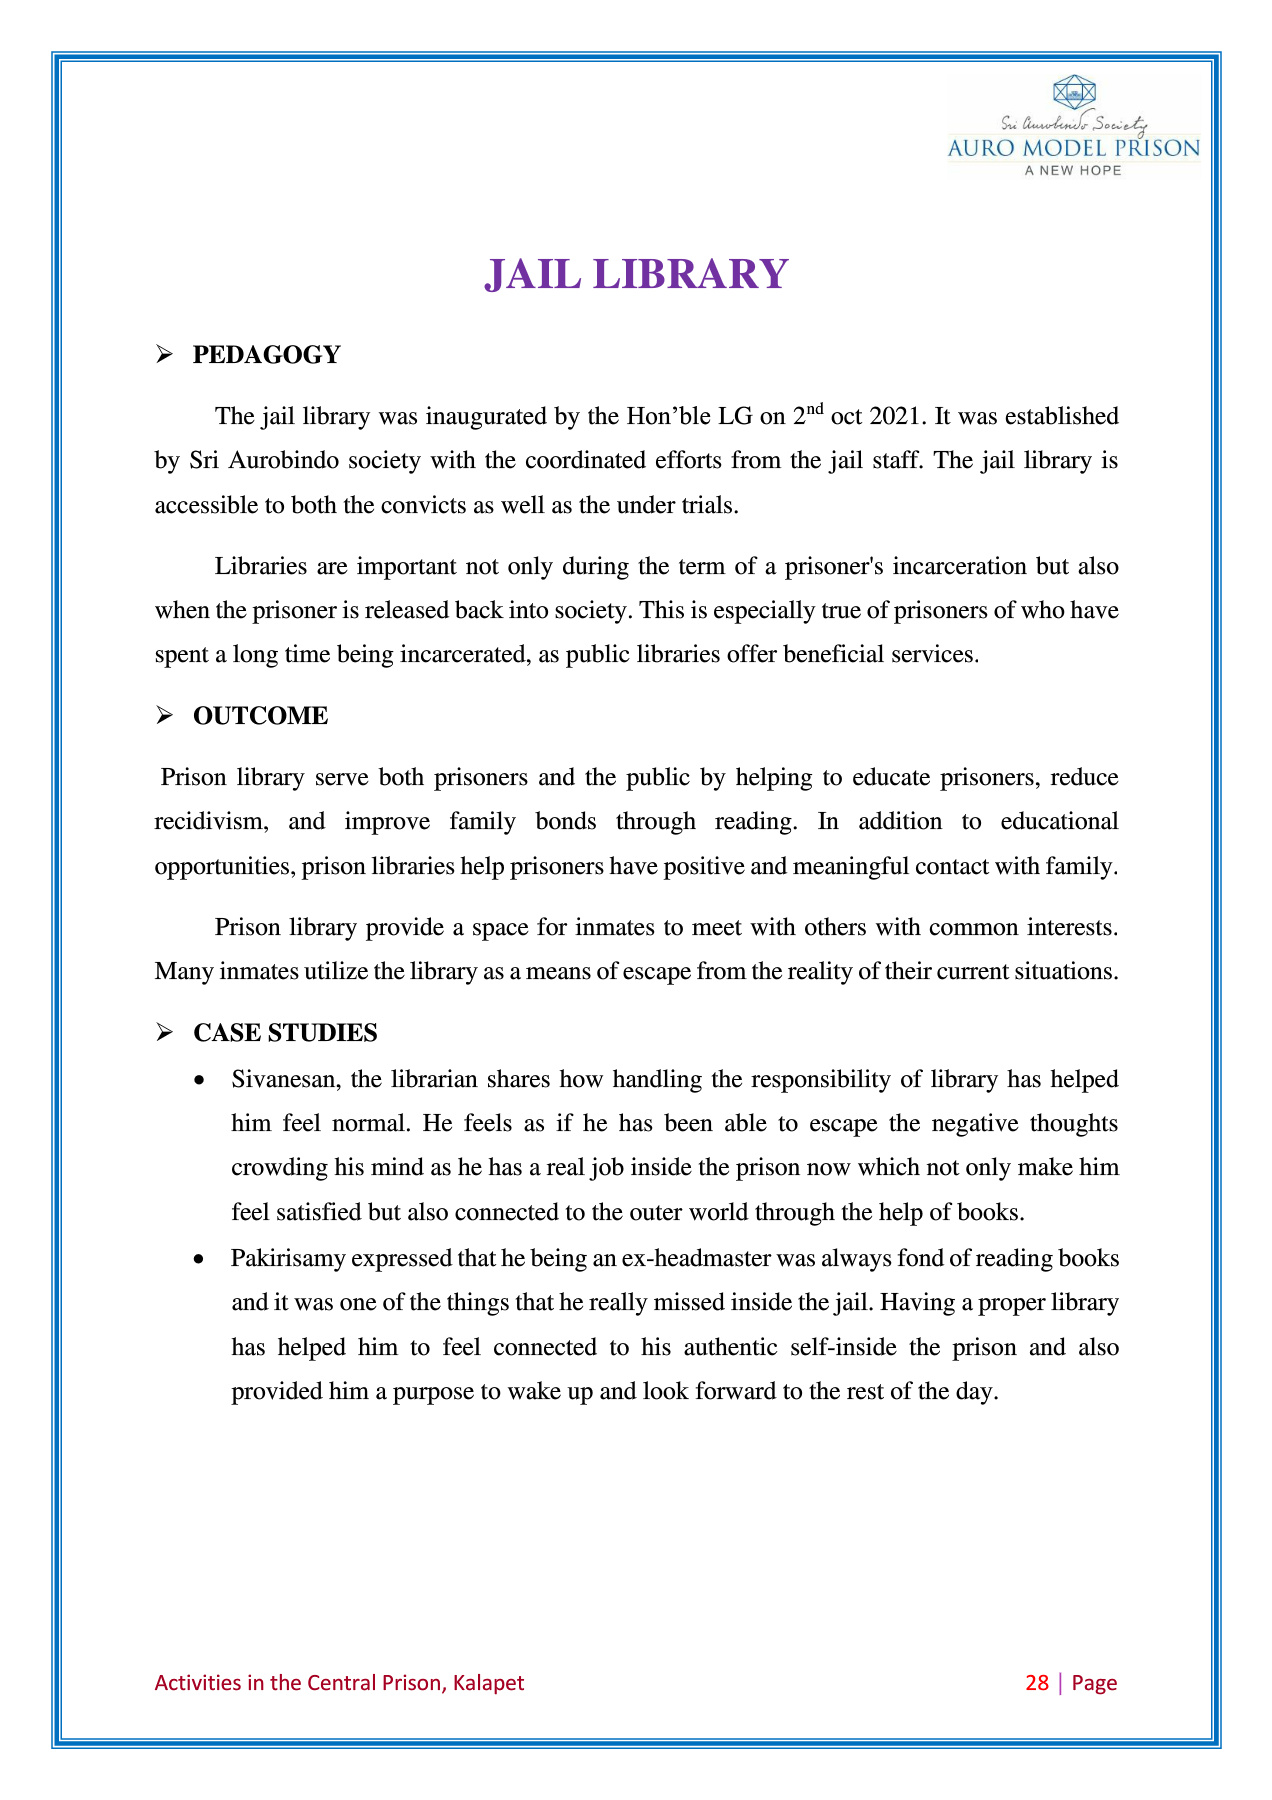 Sri Aurobindo Society
AURO MODEL PRISON
A NEW HOPE
JAIL LIBRARY
➢ PEDAGOGY
The jail library was inaugurated by the Hon’ble LG on 2nd oct 2021. It was established
by Sri Aurobindo society with the coordinated efforts from the jail staff. The jail library is
accessible to both the convicts as well as the under trials.
Libraries are important not only during the term of a prisoner's incarceration but also
when the prisoner is released back into society. This is especially true of prisoners of who have
spent a long time being incarcerated, as public libraries offer beneficial services.
➢ OUTCOME
Prison library serve both prisoners and the public by helping to educate prisoners, reduce
recidivism, and improve family bonds through reading. In addition to educational
opportunities, prison libraries help prisoners have positive and meaningful contact with family.
Prison library provide a space for inmates to meet with others with common interests.
Many inmates utilize the library as a means of escape from the reality of their current situations.
➢ CASE STUDIES
• Sivanesan, the librarian shares how handling the responsibility of library has helped
him feel normal. He feels as if he has been able to escape the negative thoughts
crowding his mind as he has a real job inside the prison now which not only make him
feel satisfied but also connected to the outer world through the help of books.
• Pakirisamy expressed that he being an ex-headmaster was always fond of reading books
and it was one of the things that he really missed inside the jail. Having a proper library
has helped him to feel connected to his authentic self-inside the prison and also
provided him a purpose to wake up and look forward to the rest of the day.
Activities in the Central Prison, Kalapet 28 | Page